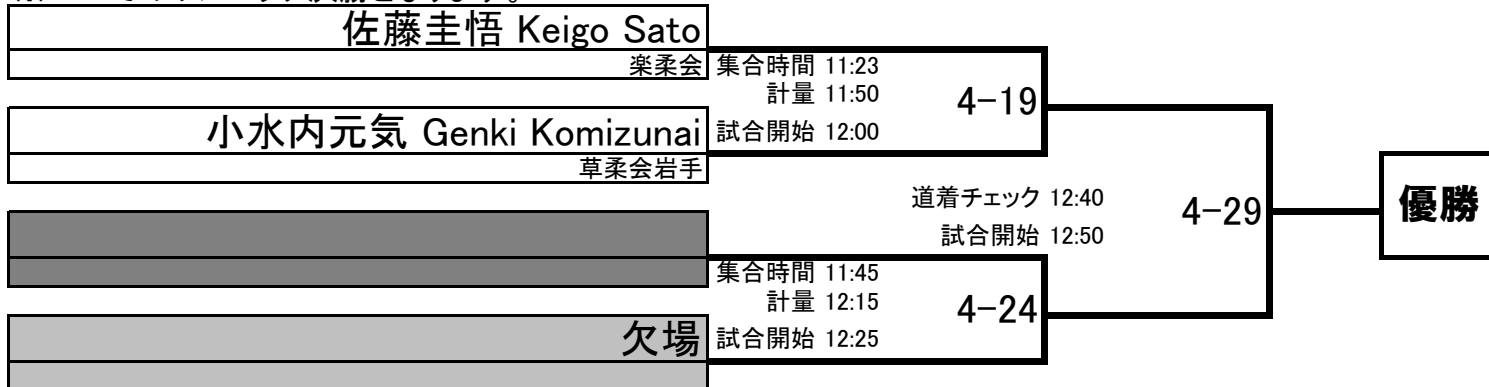 佐藤圭悟 Keigo Sato
楽柔会
集合時間 11:23
計量 11:50
4-19
小水内元気 Genki Komizunai
試合開始 12:00
草柔会岩手
道着チェック 12:40
4-29
優勝
試合開始 12:50
集合時間 11:45
計量 12:15
4-24
欠場
試合開始 12:25